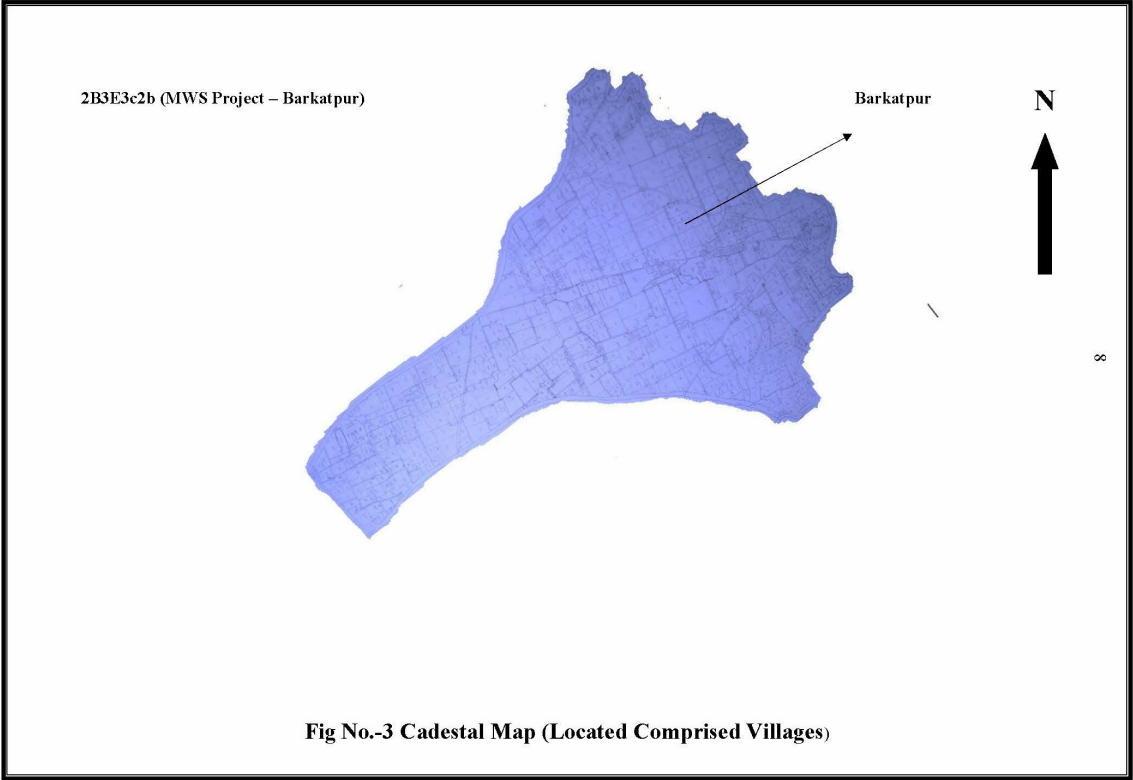 2B3E3c2b (MWS Project – Barkatpur)
Barkatpur
N
8
Fig No.-3 Cadestal Map (Located Comprised Villages)